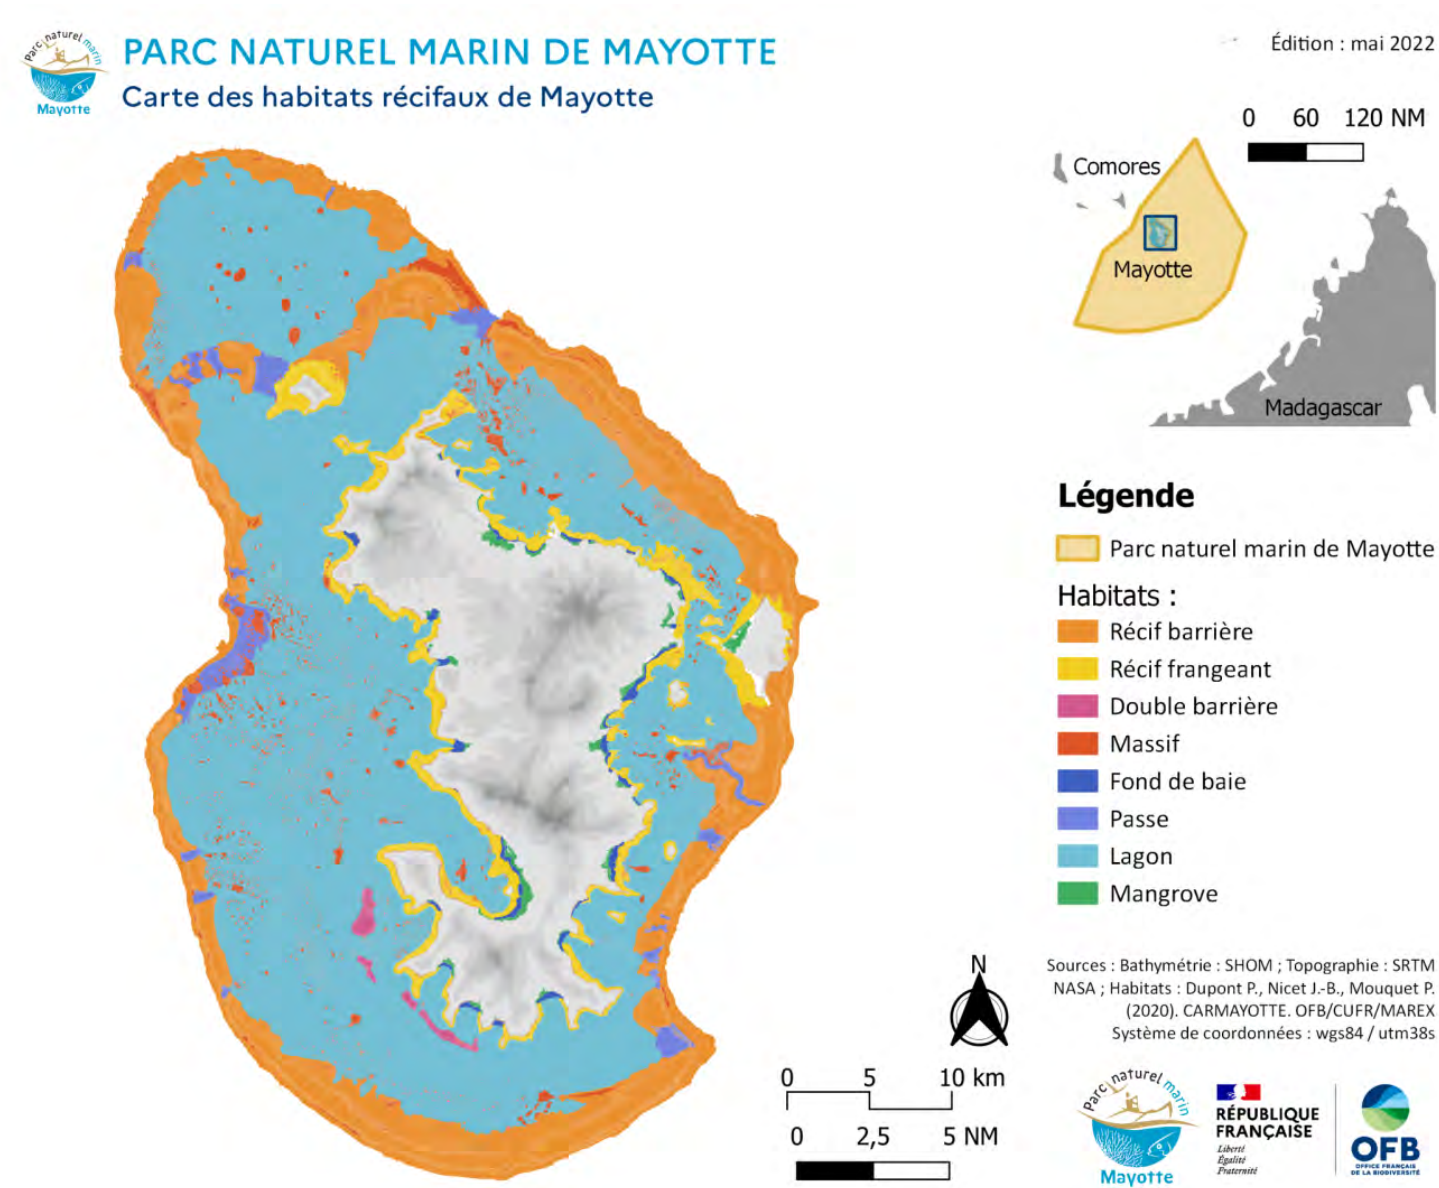 Parc naturel marin
Mayotte
PARC NATUREL MARIN DE MAYOTTE
Carte des habitats récifaux de Mayotte
Édition : mai 2022
0 60 120 NM
Comores
Mayotte
Madagascar
Légende
Parc naturel marin de Mayotte
Habitats :
Récif barrière
Récif frangeant
Double barrière
Massif
Fond de baie
Passe
Lagon
Mangrove
N
Sources : Bathymétrie : SHOM ; Topographie : SRTM
NASA ; Habitats : Dupont P., Nicet J.-B., Mouquet P.
(2020). CARMAYOTTE. OFB/CUFR/MAREX
Système de coordonnées : wgs84 / utm38s
0 5 10 km
0 2,5 5 NM
Parc naturel marin
Mayotte
RÉPUBLIQUE
FRANÇAISE
Liberté
Égalité
Fraternité
OFB
OFFICE FRANÇAIS
DE LA BIODIVERSITÉ